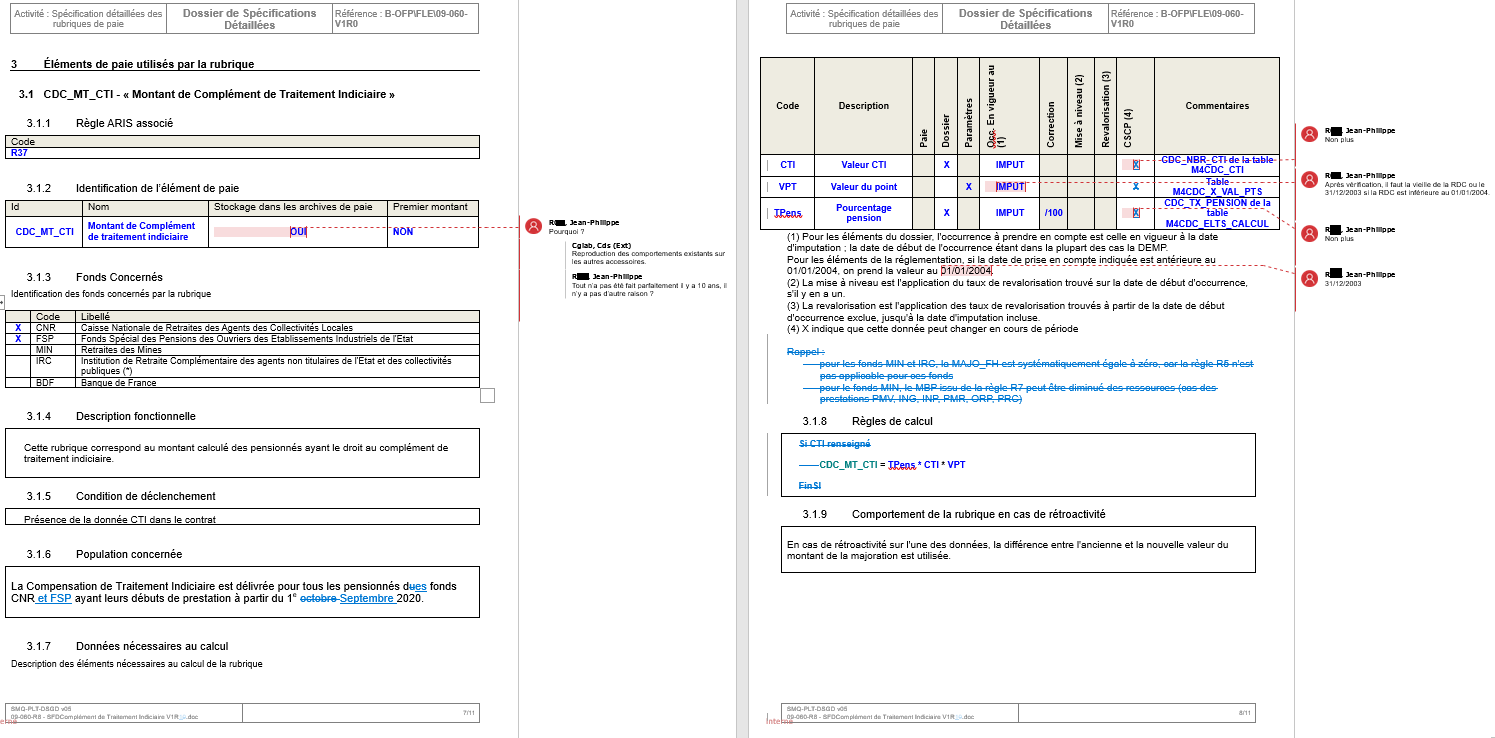 Activité : Spécification détaillées des
rubriques de paie
Dossier de Spécifications
Détaillées
Référence : B-OFP\FLE\09-060-
V1R0
3 Éléments de paie utilisés par la rubrique
3.1 CDC_MT_CTI - « Montant de Complément de Traitement Indiciaire »
3.1.1 Règle ARIS associé
Code
R37
3.1.2 Identification de l'élément de paie
Id Nom Stockage dans les archives de paie Premier montant
CDC_MT_CTI Montant de Complément
de traitement indiciaire OUI NON
3.1.3 Fonds Concernés
Identification des fonds concernés par la rubrique
Code Libellé
X CNR Caisse Nationale de Retraites des Agents des Collectivités Locales
X FSP Fonds Spécial des Pensions des Ouvriers des Etablissements Industriels de l'Etat
MIN Retraites des Mines
IRC Institution de Retraite Complémentaire des agents non titulaires de l'Etat et des collectivités
publiques (*)
BDF Banque de France
3.1.4 Description fonctionnelle
Cette rubrique correspond au montant calculé des pensionnés ayant le droit au complément de
traitement indiciaire.
3.1.5 Condition de déclenchement
Présence de la donnée CTI dans le contrat
3.1.6 Population concernée
La Compensation de Traitement Indiciaire est délivrée pour tous les pensionnés dues fonds
CNR et FSP ayant leurs débuts de prestation à partir du 1e octobre Septembre 2020.
3.1.7 Données nécessaires au calcul
Description des éléments nécessaires au calcul de la rubrique
SMQ-PLT-DSGD v05
09-060-R8 - SFDComplément de Traitement Indiciaire V1R .doc
7/11
Jean-Philippe
Pourquoi ?
Cglab, Cds (Ext)
Reproduction des comportements existants sur
les autres accessoires.
Jean-Philippe
Tout n'a pas été fait parfaitement il y a 10 ans, il
n'y a pas d'autre raison ?
Activité : Spécification détaillées des
rubriques de paie
Dossier de Spécifications
Détaillées
Référence : B-OFP\FLE\09-060-
V1R0
Code Description Paie Dossier Paramètres Occ. En vigueur au (1) Correction Mise à niveau (2) Revalorisation (3) CSCP (4) Commentaires
CTI Valeur CTI X IMPUT X CDC_NBR_CTI de la table
M4CDC_CTI
VPT Valeur du point X IMPUT X Table
M4CDC_X_VAL_PTS
TPens Pourcentage
pension X IMPUT /100 X CDC_TX_PENSION de la
table
M4CDC_ELTS_CALCUL
(1) Pour les éléments du dossier, l'occurrence à prendre en compte est celle en vigueur à la date
d'imputation ; la date de début de l'occurrence étant dans la plupart des cas la DEMP.
Pour les éléments de la réglementation, si la date de prise en compte indiquée est antérieure au
01/01/2004, on prend la valeur au 01/01/2004.
(2) La mise à niveau est l'application du taux de revalorisation trouvé sur la date de début d'occurrence,
s'il y en a un.
(3) La revalorisation est l'application des taux de revalorisation trouvés à partir de la date de début
d'occurrence exclue, jusqu'à la date d'imputation incluse.
(4) X indique que cette donnée peut changer en cours de période
Rappel :
pour les fonds MIN et IRC, la MAJO_FH est systématiquement égale à zéro, car la règle R5 n'est
pas applicable pour ces fonds
pour le fonds MIN, le MBP issu de la règle R7 peut être diminué des ressources (cas des
prestations PMV, ING, INP, PMR, ORP, PRC)
3.1.8 Règles de calcul
Si CTI renseigné
CDC_MT_CTI = TPens * CTI * VPT
FinSI
3.1.9 Comportement de la rubrique en cas de rétroactivité
En cas de rétroactivité sur l'une des données, la différence entre l'ancienne et la nouvelle valeur du
montant de la majoration est utilisée.
SMQ-PLT-DSGD v05
09-060-R8 - SFDComplément de Traitement Indiciaire V1R .doc
8/11
Interne
Jean-Philippe
Non plus
Jean-Philippe
Après vérification, il faut la vieille de la RDC ou le
31/12/2003 si la RDC est inférieure au 01/01/2004.
Jean-Philippe
Non plus
Jean-Philippe
31/12/2003